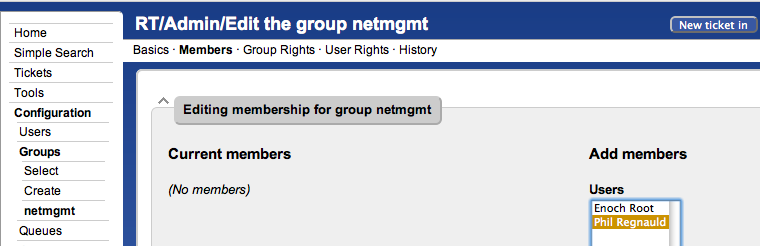 RT/Admin/Edit the group netmgmt
New ticket in
Basics · Members · Group Rights · User Rights · History
Home
Simple Search
Tickets
Tools
Configuration
Users
Groups
Select
Create
netmgmt
Queues
Editing membership for group netmgmt
Current members
(No members)
Add members
Users
Enoch Root
Phil Regnauld